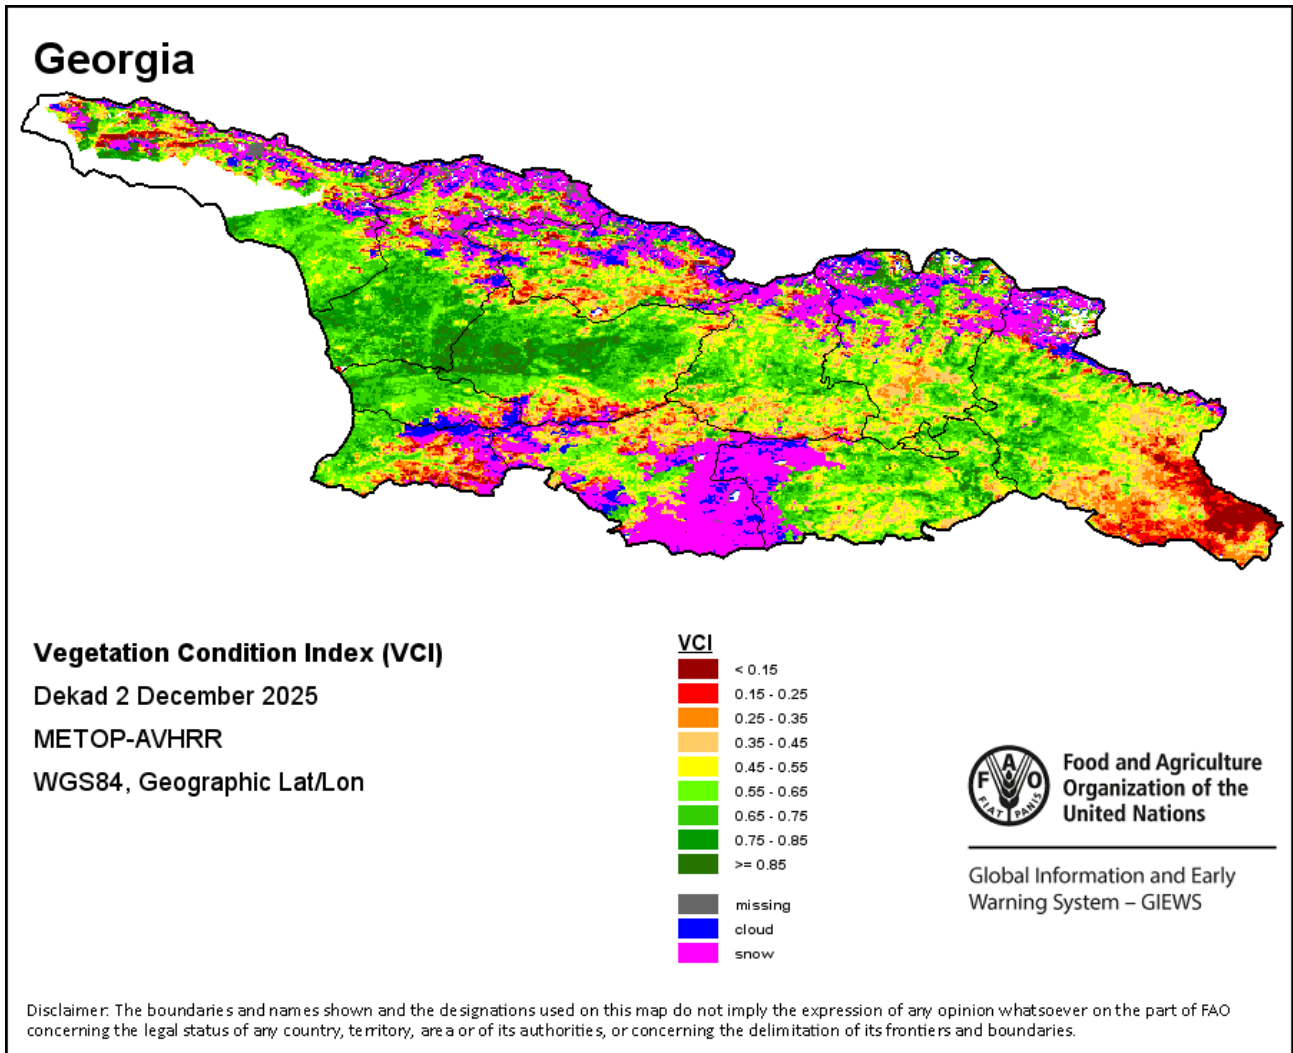 Georgia
Vegetation Condition Index (VCI)
Dekad 2 December 2025
METOP-AVHRR
WGS84, Geographic Lat/Lon
VCI
< 0.15
0.15 - 0.25
0.25 - 0.35
0.35 - 0.45
0.45 - 0.55
0.55 - 0.65
0.65 - 0.75
0.75 - 0.85
>= 0.85
missing
cloud
snow
F A O
FIAT PANIS
Food and Agriculture
Organization of the
United Nations
Global Information and Early
Warning System – GIEWS
Disclaimer: The boundaries and names shown and the designations used on this map do not imply the expression of any opinion whatsoever on the part of FAO
concerning the legal status of any country, territory, area or of its authorities, or concerning the delimitation of its frontiers and boundaries.